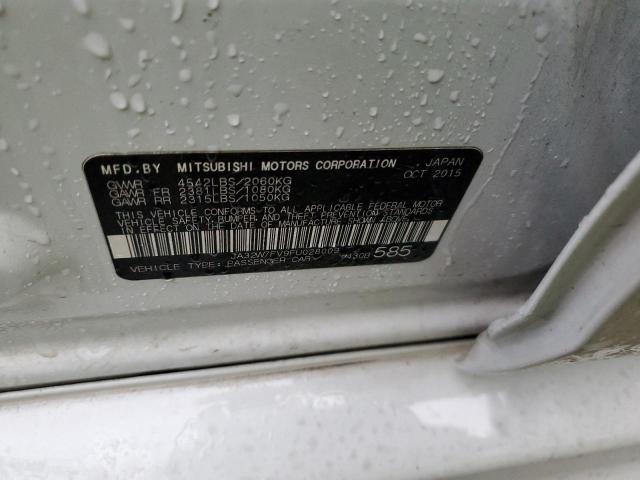 MFD.BY MITSUBISHI MOTORS CORPORATION , JAPAN
GVWR 4542LBS/2060KG OCT 2015
GAWR FR 2381LBS/1080KG
GAWR RR 2315LBS/1050KG
THIS VEHICLE CONFORMS TO ALL APPLICABLE FEDERAL MOTOR
VEHICLE SAFETY, BUMPER, AND THEFT PREVENTION STANDARDS
IN EFFECT ON THE DATE OF MANUFACTURE SHOWN ABOVE.
VEHICLE TYPE: PASSENGER CAR 585